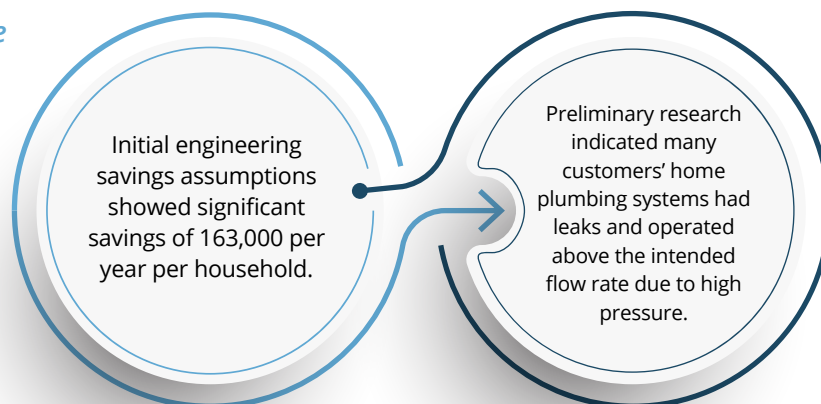 e
Initial engineering
savings assumptions
showed significant
savings of 163,000 per
year per household.
Preliminary research
indicated many
customers’ home
plumbing systems had
leaks and operated
above the intended
flow rate due to high
pressure.